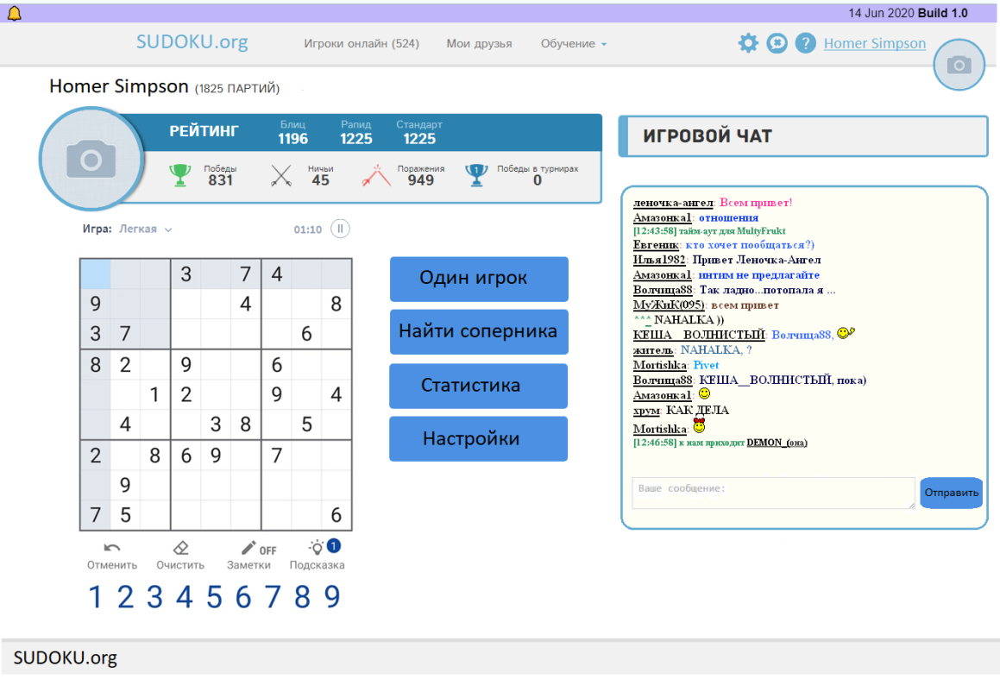 14 Jun 2020 Build 1.0
SUDOKU.org Игроки онлайн (524) Мои друзья Обучение Homer Simpson
Homer Simpson (1825 ПАРТИЙ)
РЕЙТИНГ Блиц 1196 Рапид 1225 Стандарт 1225
Победы 831 Ничьи 45 Поражения 949 1 Победы в турнирах 0
Игра: Легкая 01:10
3 7 4
9 4 8
3 7 6
8 2 9 6
1 2 9 4
4 3 8 5
2 8 6 9 7
9
7 5 6
Отменить Очистить OFF Заметки 1 Подсказка
1 2 3 4 5 6 7 8 9
Один игрок
Найти соперника
Статистика
Настройки
ИГРОВОЙ ЧАТ
леночка-ангел: Всем привет!
Амазонка1: отношения
[12:43:58] тайм-аут для MultyFrukt
Евгеник: кто хочет пообщаться?)
Илья1982: Привет Леночка-Ангел
Амазонка1: интим не предлагайте
Волчица88: Так ладно...потопала я ...
МуЖиК(095): всем привет
*** NAHALKA ))
КЕША__ВОЛНИСТЫЙ: Волчица88,
житель: NAHALKA, ?
Mortishka: Pivet
Волчица88: КЕША__ВОЛНИСТЫЙ, пока)
Амазонка1:
хрум: КАК ДЕЛА
Mortishka:
[12:46:58] к нам приходит DEMON_(она)
Ваше сообщение:
Отправить
SUDOKU.org